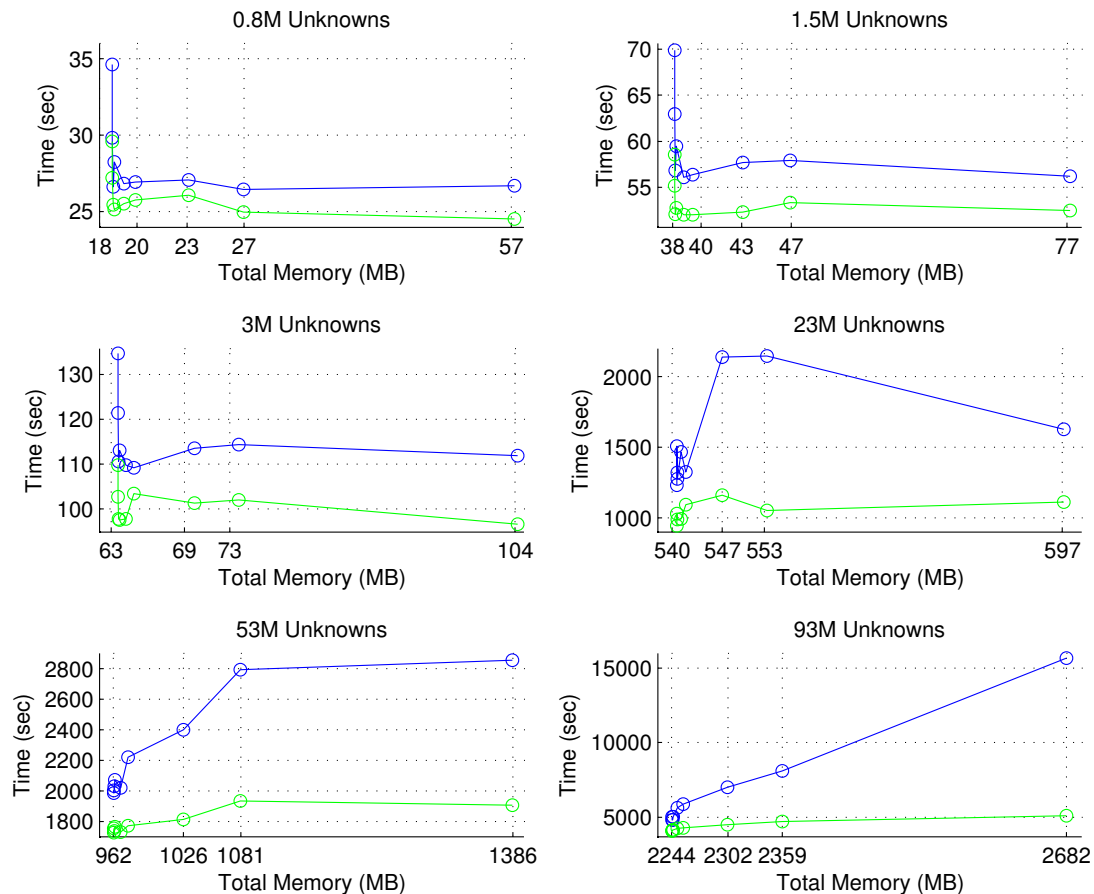 0.8M Unknowns
1.5M Unknowns
Time (sec)
35
30
25
18 20 23 27 57
Total Memory (MB)
Time (sec)
70
65
60
55
38 40 43 47 77
Total Memory (MB)
3M Unknowns
23M Unknowns
Time (sec)
130
120
110
100
63 69 73 104
Total Memory (MB)
Time (sec)
2000
1500
1000
540 547 553 597
Total Memory (MB)
53M Unknowns
93M Unknowns
Time (sec)
2800
2600
2400
2200
2000
1800
962 1026 1081 1386
Total Memory (MB)
Time (sec)
15000
10000
5000
2244 2302 2359 2682
Total Memory (MB)